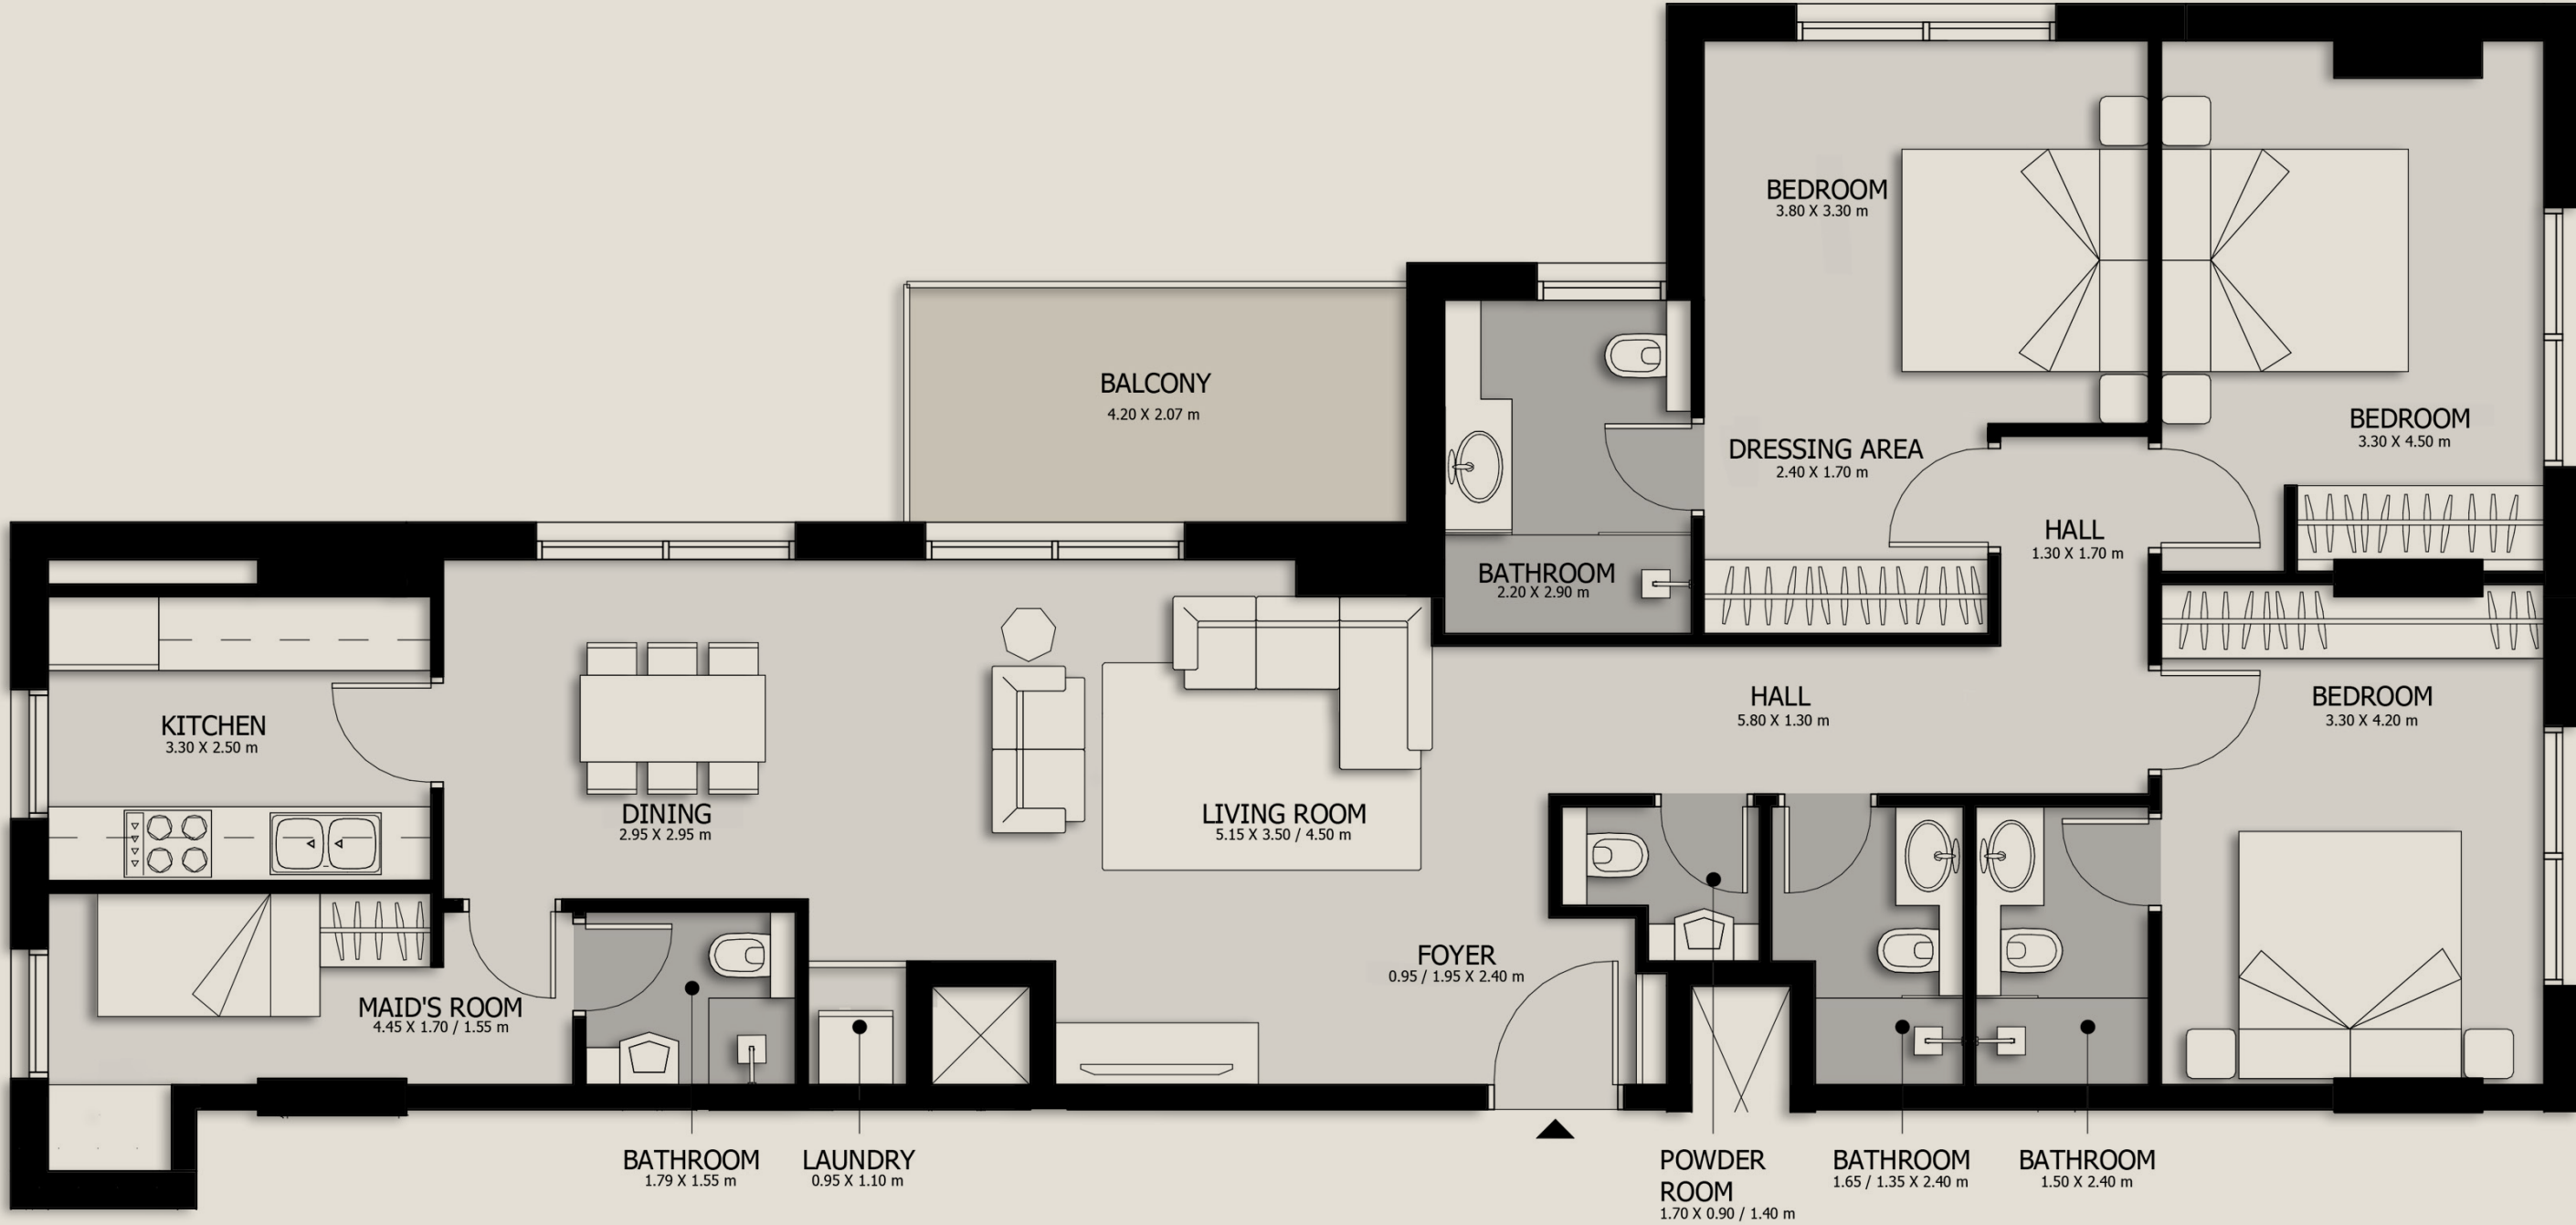 BEDROOM
3.80 X 3.30 m
BALCONY
4.20 X 2.07 m
BEDROOM
3.30 X 4.50 m
DRESSING AREA
2.40 X 1.70 m
HALL
1.30 X 1.70 m
BATHROOM
2.20 X 2.90 m
KITCHEN
3.30 X 2.50 m
HALL
5.80 X 1.30 m
BEDROOM
3.30 X 4.20 m
DINING
2.95 X 2.95 m
LIVING ROOM
5.15 X 3.50 / 4.50 m
FOYER
0.95 / 1.95 X 2.40 m
MAID'S ROOM
4.45 X 1.70 / 1.55 m
BATHROOM
1.79 X 1.55 m
LAUNDRY
0.95 X 1.10 m
POWDER
ROOM
1.70 X 0.90 / 1.40 m
BATHROOM
1.65 / 1.35 X 2.40 m
BATHROOM
1.50 X 2.40 m